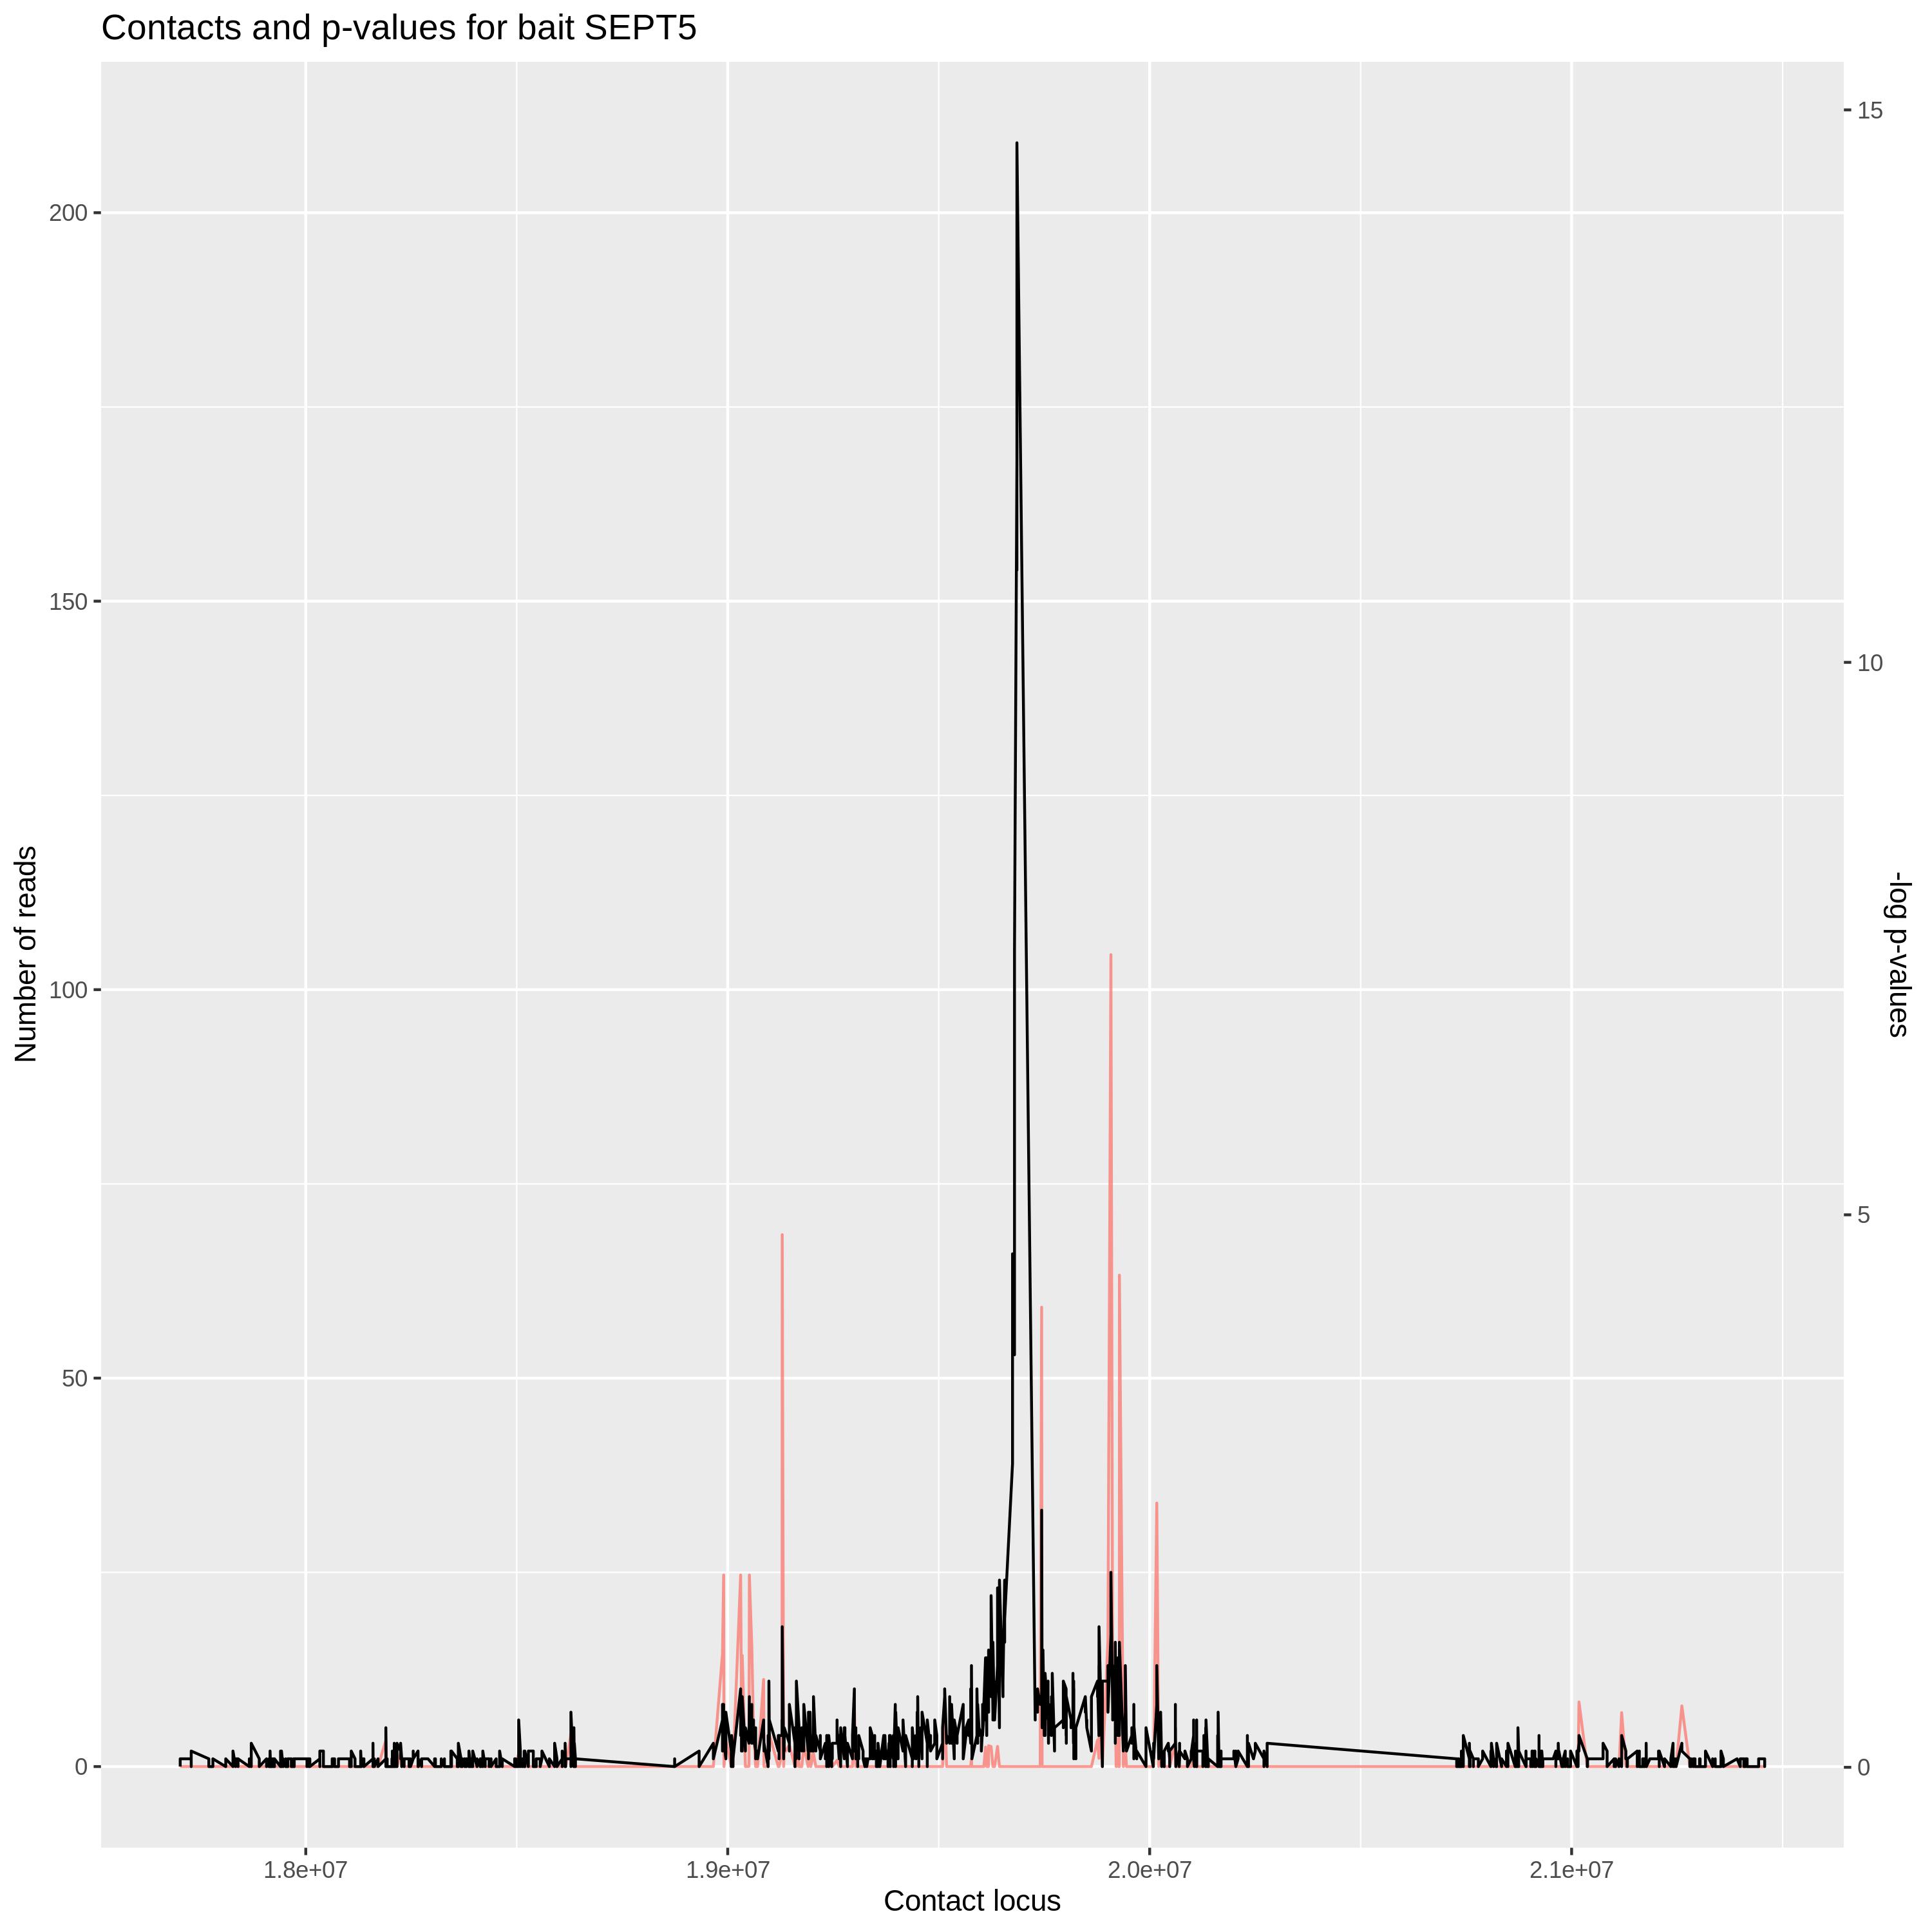 Contacts and p-values for bait SEPT5
200
150
100
50
0
15
10
5
0
Number of reads
-log p-values
1.8e+07
1.9e+07
2.0e+07
2.1e+07
Contact locus